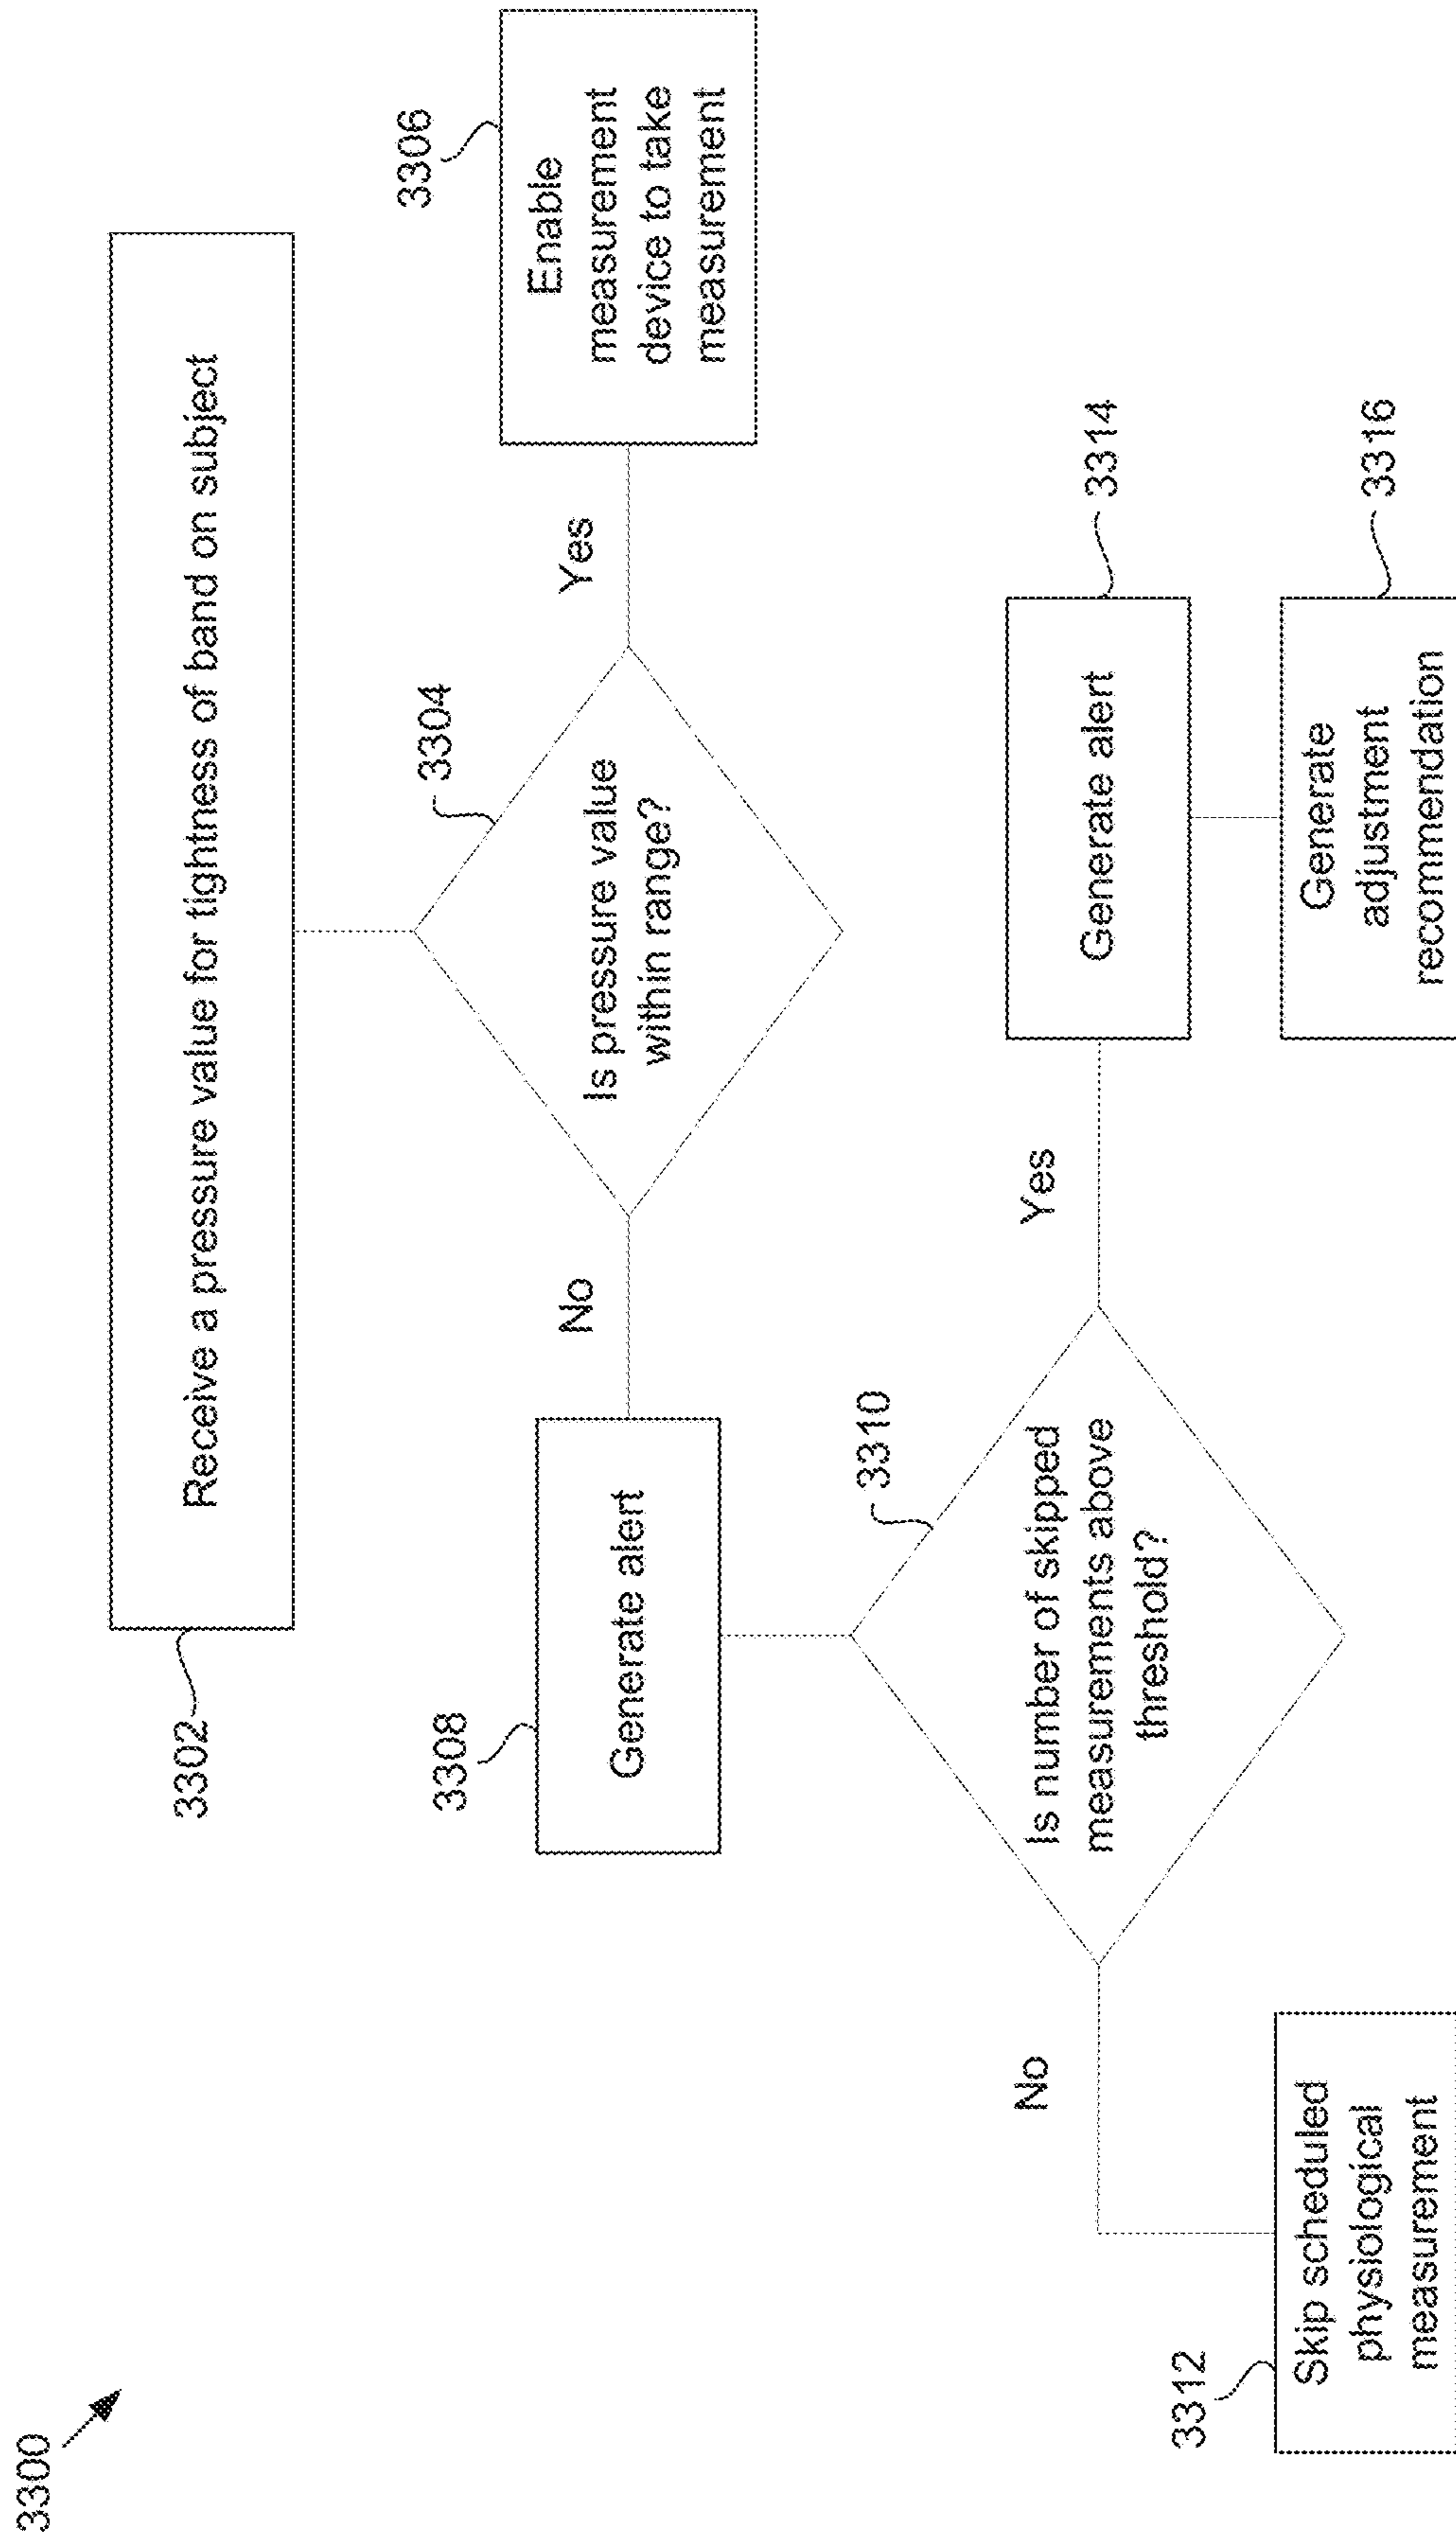 3300
3302
Receive a pressure value for tightness of band on subject
3304
Is pressure value
within range?
Yes
3306
Enable
measurement
device to take
measurement
No
3308
Generate alert
3310
Is number of skipped
measurements above
threshold?
No
3312
Skip scheduled
physiological
measurement
Yes
3314
Generate alert
3316
Generate
adjustment
recommendation